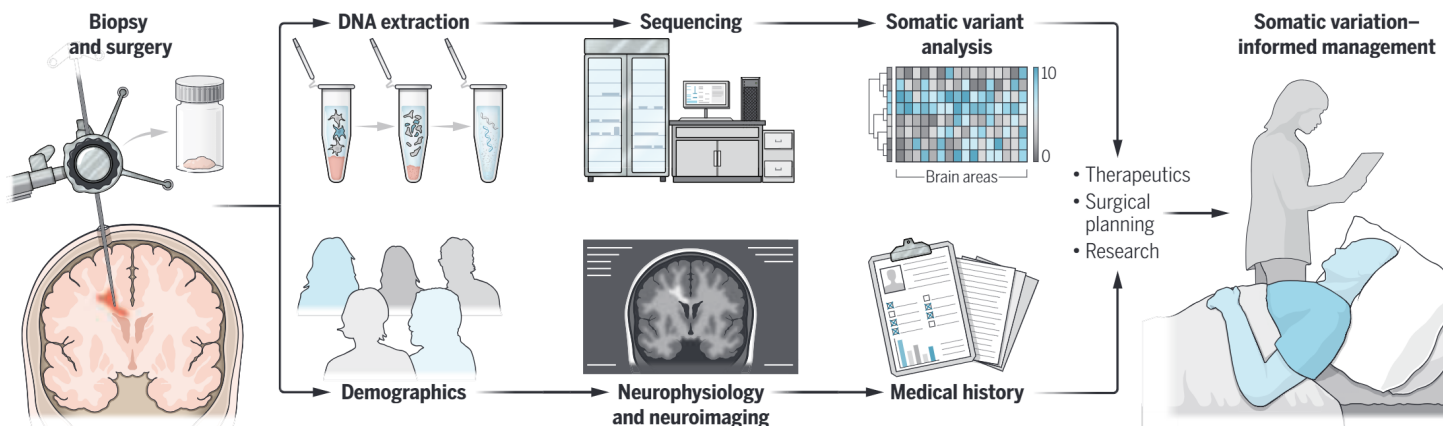 Biopsy
and surgery
DNA extraction
Sequencing
Somatic variant
analysis
10
0
Brain areas
Demographics
Neurophysiology
and neuroimaging
Medical history
• Therapeutics
• Surgical
planning
• Research
Somatic variation–
informed management